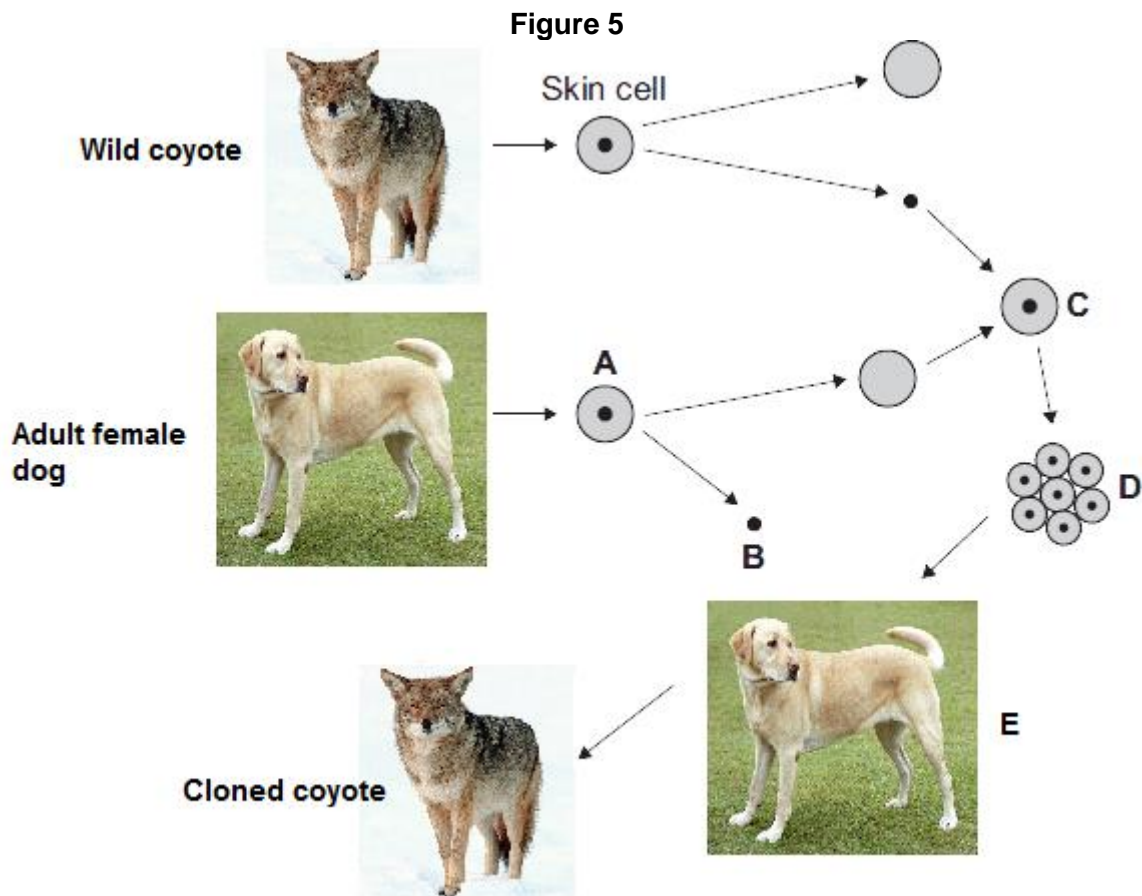 Figure 5
Skin cell
Wild coyote
C
A
Adult female
dog
D
B
E
Cloned coyote